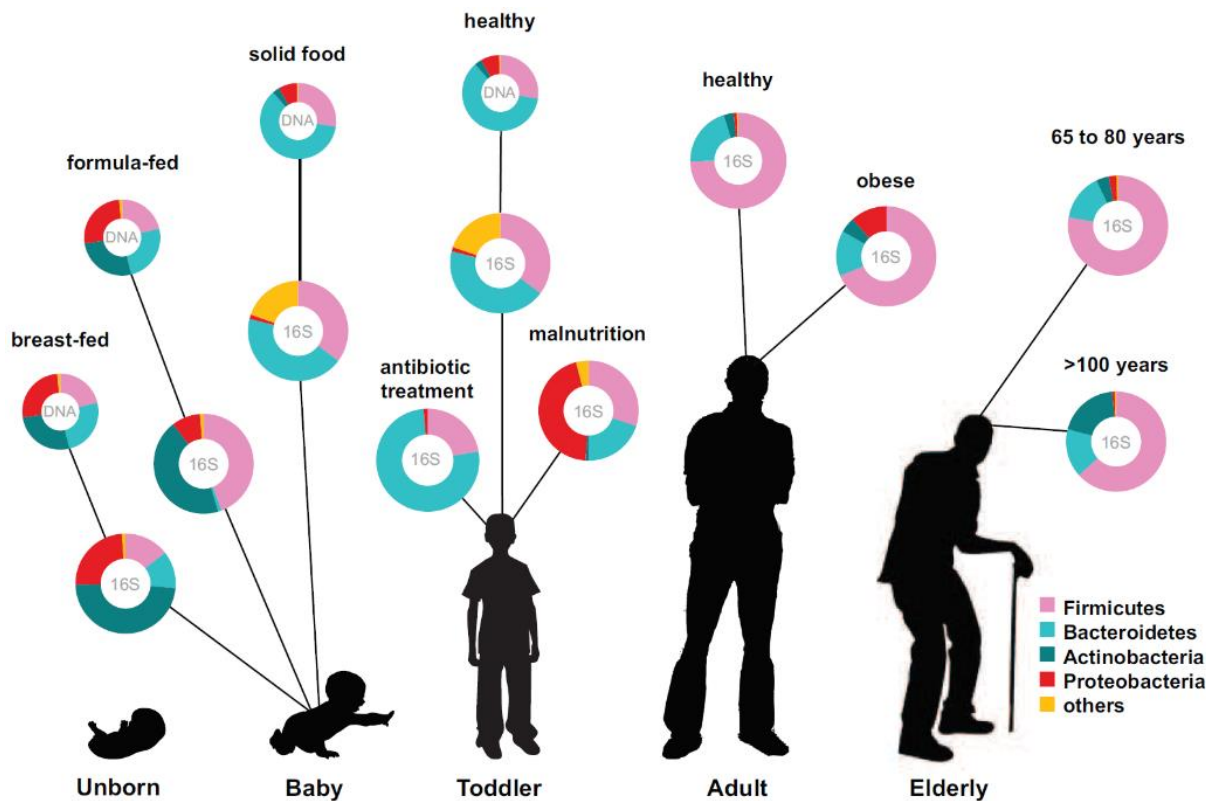 healthy
DNA
16S
solid food
DNA
16S
formula-fed
DNA
16S
breast-fed
DNA
16S
antibiotic
treatment
16S
malnutrition
16S
healthy
16S
obese
16S
65 to 80 years
16S
>100 years
16S
Firmicutes
Bacteroidetes
Actinobacteria
Proteobacteria
others
Unborn
Baby
Toddler
Adult
Elderly